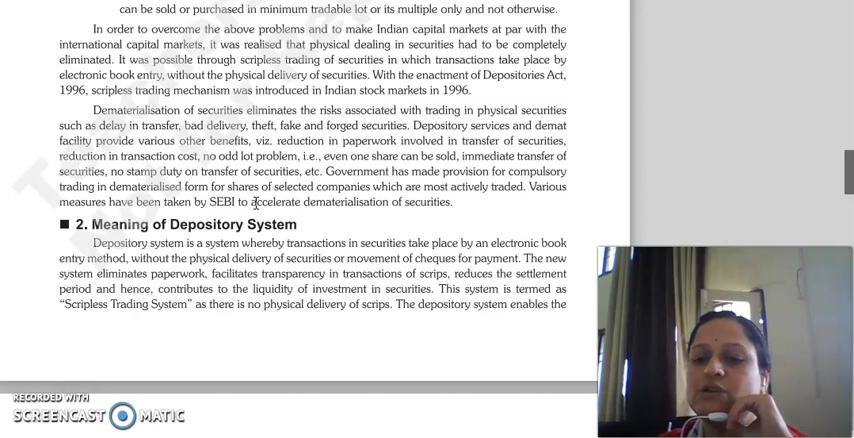 can be sold or purchased in minimum tradable lot or its multiple only and not otherwise.
In order to overcome the above problems and to make Indian capital markets at par with the
international capital markets, it was realised that physical dealing in securities had to be completely
eliminated. It was possible through scripless trading of securities in which transactions take place by
electronic book entry, without the physical delivery of securities. With the enactment of Depositories Act,
1996, scripless trading mechanism was introduced in Indian stock markets in 1996.
Dematerialisation of securities eliminates the risks associated with trading in physical securities
such as delay in transfer, bad delivery, theft, fake and forged securities. Depository services and demat
facility provide various other benefits, viz. reduction in paperwork involved in transfer of securities,
reduction in transaction cost, no odd lot problem, i.e., even one share can be sold, immediate transfer of
securities, no stamp duty on transfer of securities, etc. Government has made provision for compulsory
trading in dematerialised form for shares of selected companies which are most actively traded. Various
measures have been taken by SEBI to accelerate dematerialisation of securities.
■ 2. Meaning of Depository System
Depository system is a system whereby transactions in securities take place by an electronic book
entry method, without the physical delivery of securities or movement of cheques for payment. The new
system eliminates paperwork, facilitates transparency in transactions of scrips, reduces the settlement
period and hence, contributes to the liquidity of investment in securities. This system is termed as
“Scripless Trading System” as there is no physical delivery of scrips. The depository system enables the
RECORDED WITH
SCREENCAST MATIC